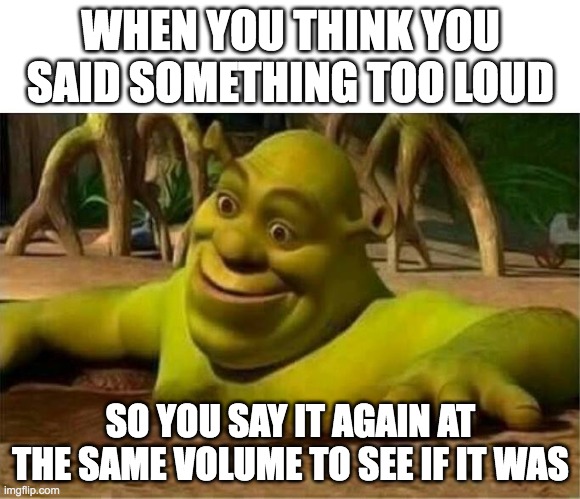 WHEN YOU THINK YOU
SAID SOMETHING TOO LOUD
SO YOU SAY IT AGAIN AT
THE SAME VOLUME TO SEE IF IT WAS
imgflip.com